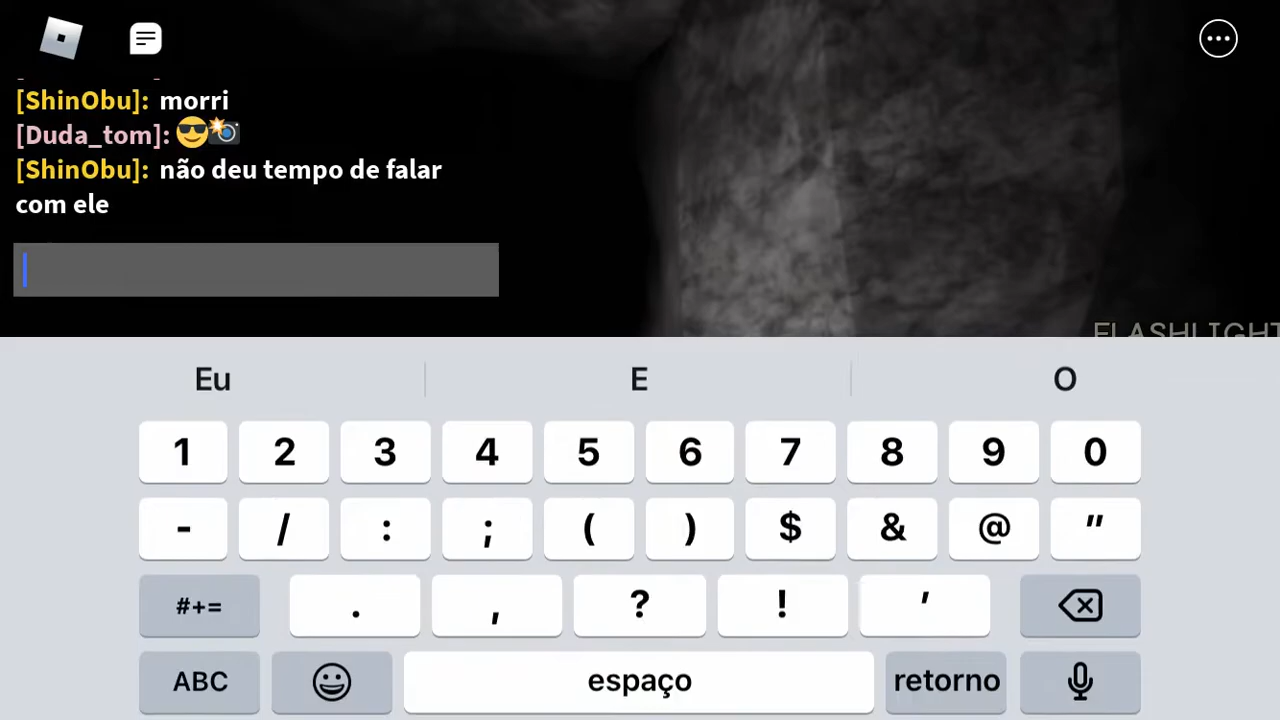 [ShinObu]: morri
[Duda_tom]: 😎📸
[ShinObu]: não deu tempo de falar
com ele
FLASHLIGHT
Eu E O
1 2 3 4 5 6 7 8 9 0
- / : ; ( ) $ & @ "
#+= . , ? ! '
ABC espaço retorno